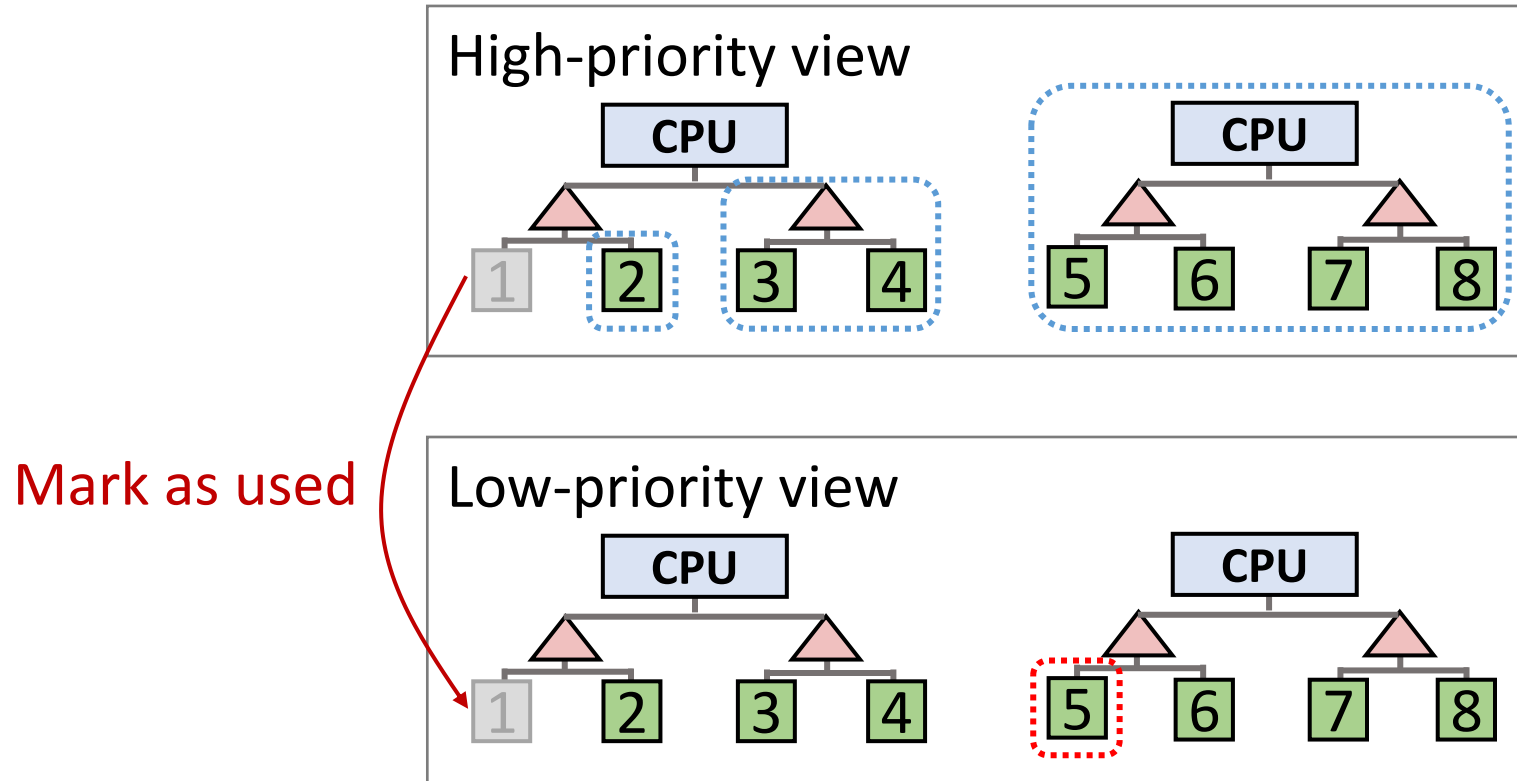 High-priority view
CPU CPU
1 2 3 4 5 6 7 8
Mark as used
Low-priority view
CPU CPU
1 2 3 4 5 6 7 8